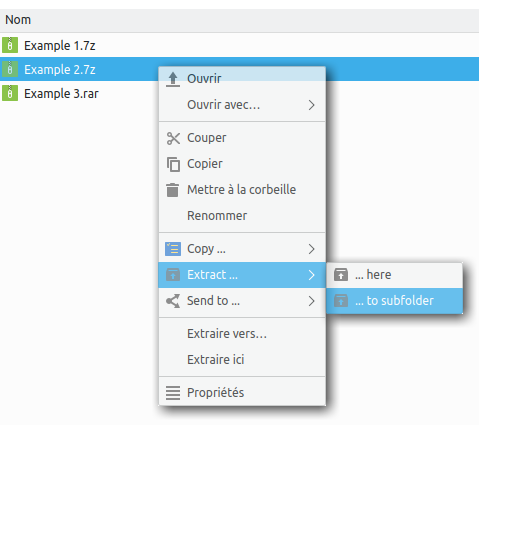 Nom
Example 1.7z
Example 2.7z
Example 3.rar
Ouvrir
Ouvrir avec...
Couper
Copier
Mettre à la corbeille
Renommer
Copy ...
Extract ...
... here
Send to ...
... to subfolder
Extraire vers...
Extraire ici
Propriétés